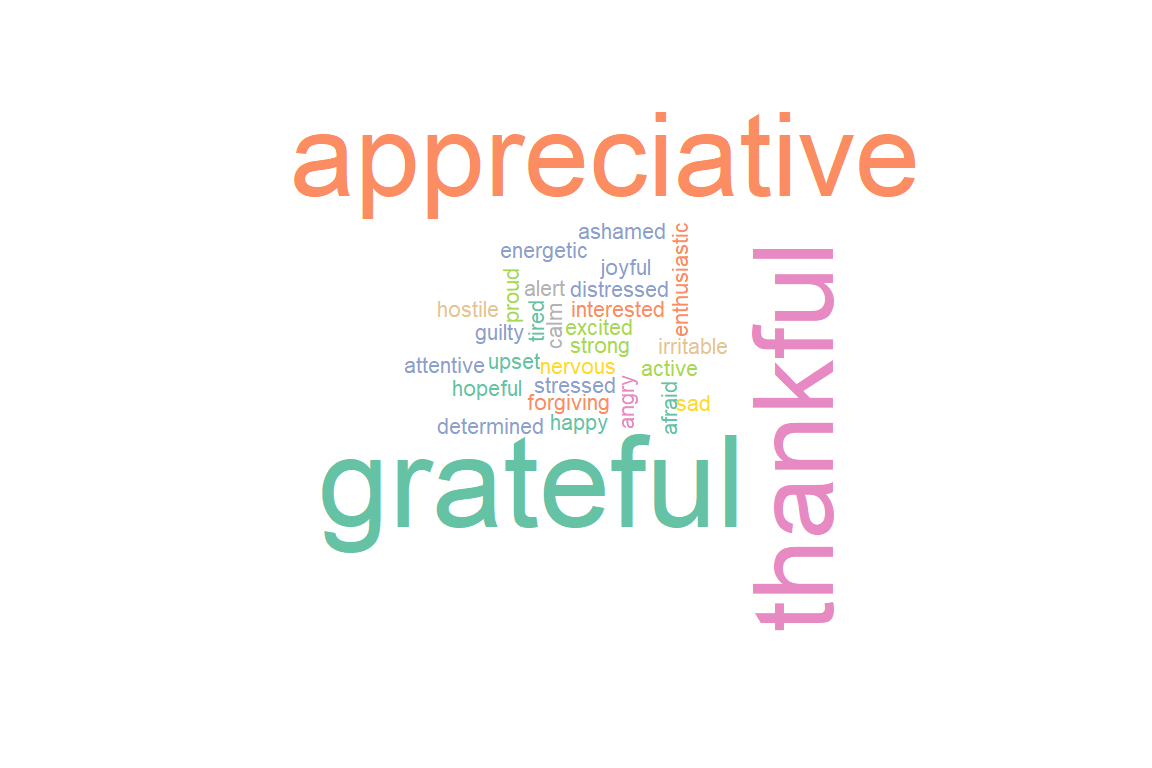 appreciative
ashamed
enthusiastic
energetic
joyful
proud
alert
distressed
thankful
hostile
tired
calm
interested
guilty
excited
strong
irritable
attentive
upset
nervous
active
hopeful
stressed
angry
afraid
sad
forgiving
determined
happy
grateful